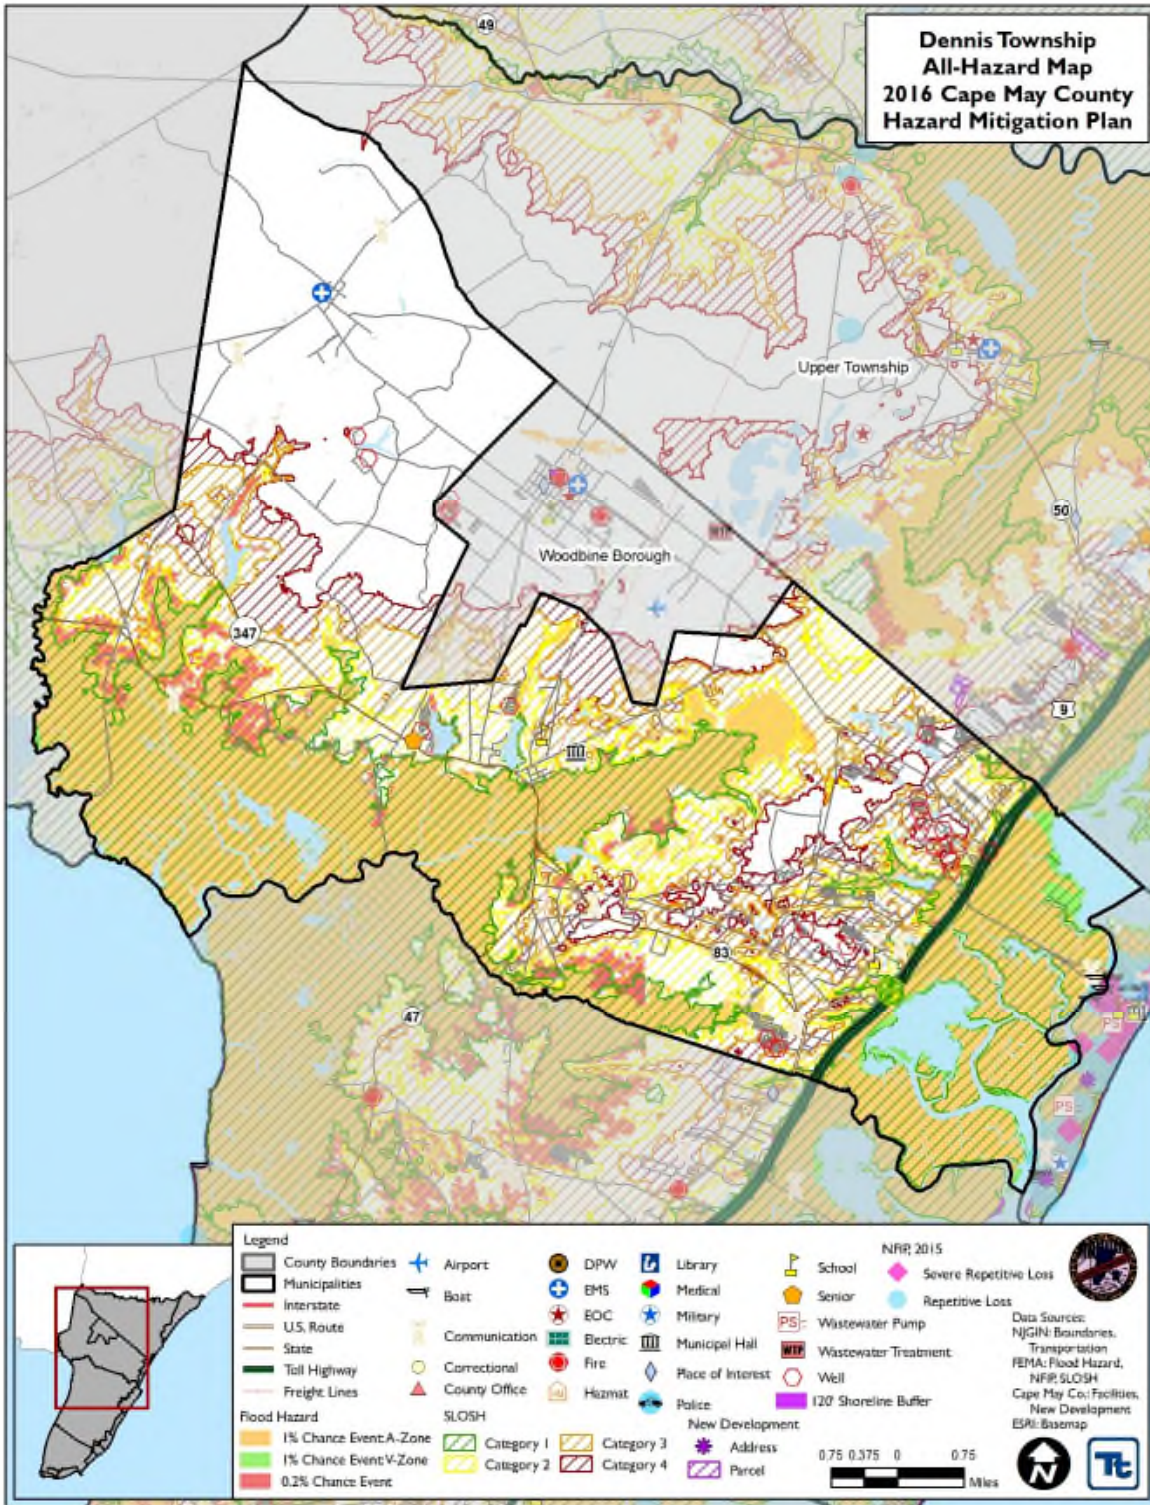 Dennis Township
All-Hazard Map
2016 Cape May County
Hazard Mitigation Plan
49
Upper Township
50
Woodbine Borough
WTP
347
9
83
47
PS
PS
Legend
County Boundaries
Municipalities
Interstate
U.S. Route
State
Toll Highway
Freight Lines
Flood Hazard
1% Chance Event: A-Zone
1% Chance Event: V-Zone
0.2% Chance Event
Airport
Boat
Communication
Correctional
County Office
SLOSH
Category 1
Category 2
Category 3
Category 4
DPW
EMS
EOC
Electric
Fire
Hazmat
Library
Medical
Military
Municipal Hall
Place of Interest
Police
New Development
Address
Parcel
School
Senior
PS
Wastewater Pump
WTP
Wastewater Treatment
Well
120' Shoreline Buffer
NFIP, 2015
Severe Repetitive Loss
Repetitive Loss
0.75 0.375 0 0.75
Miles
Data Sources:
NJGIN: Boundaries,
Transportation
FEMA: Flood Hazard,
NFIP, SLOSH
Cape May Co.: Facilities,
New Development
ESRI: Basemap
N
Tt